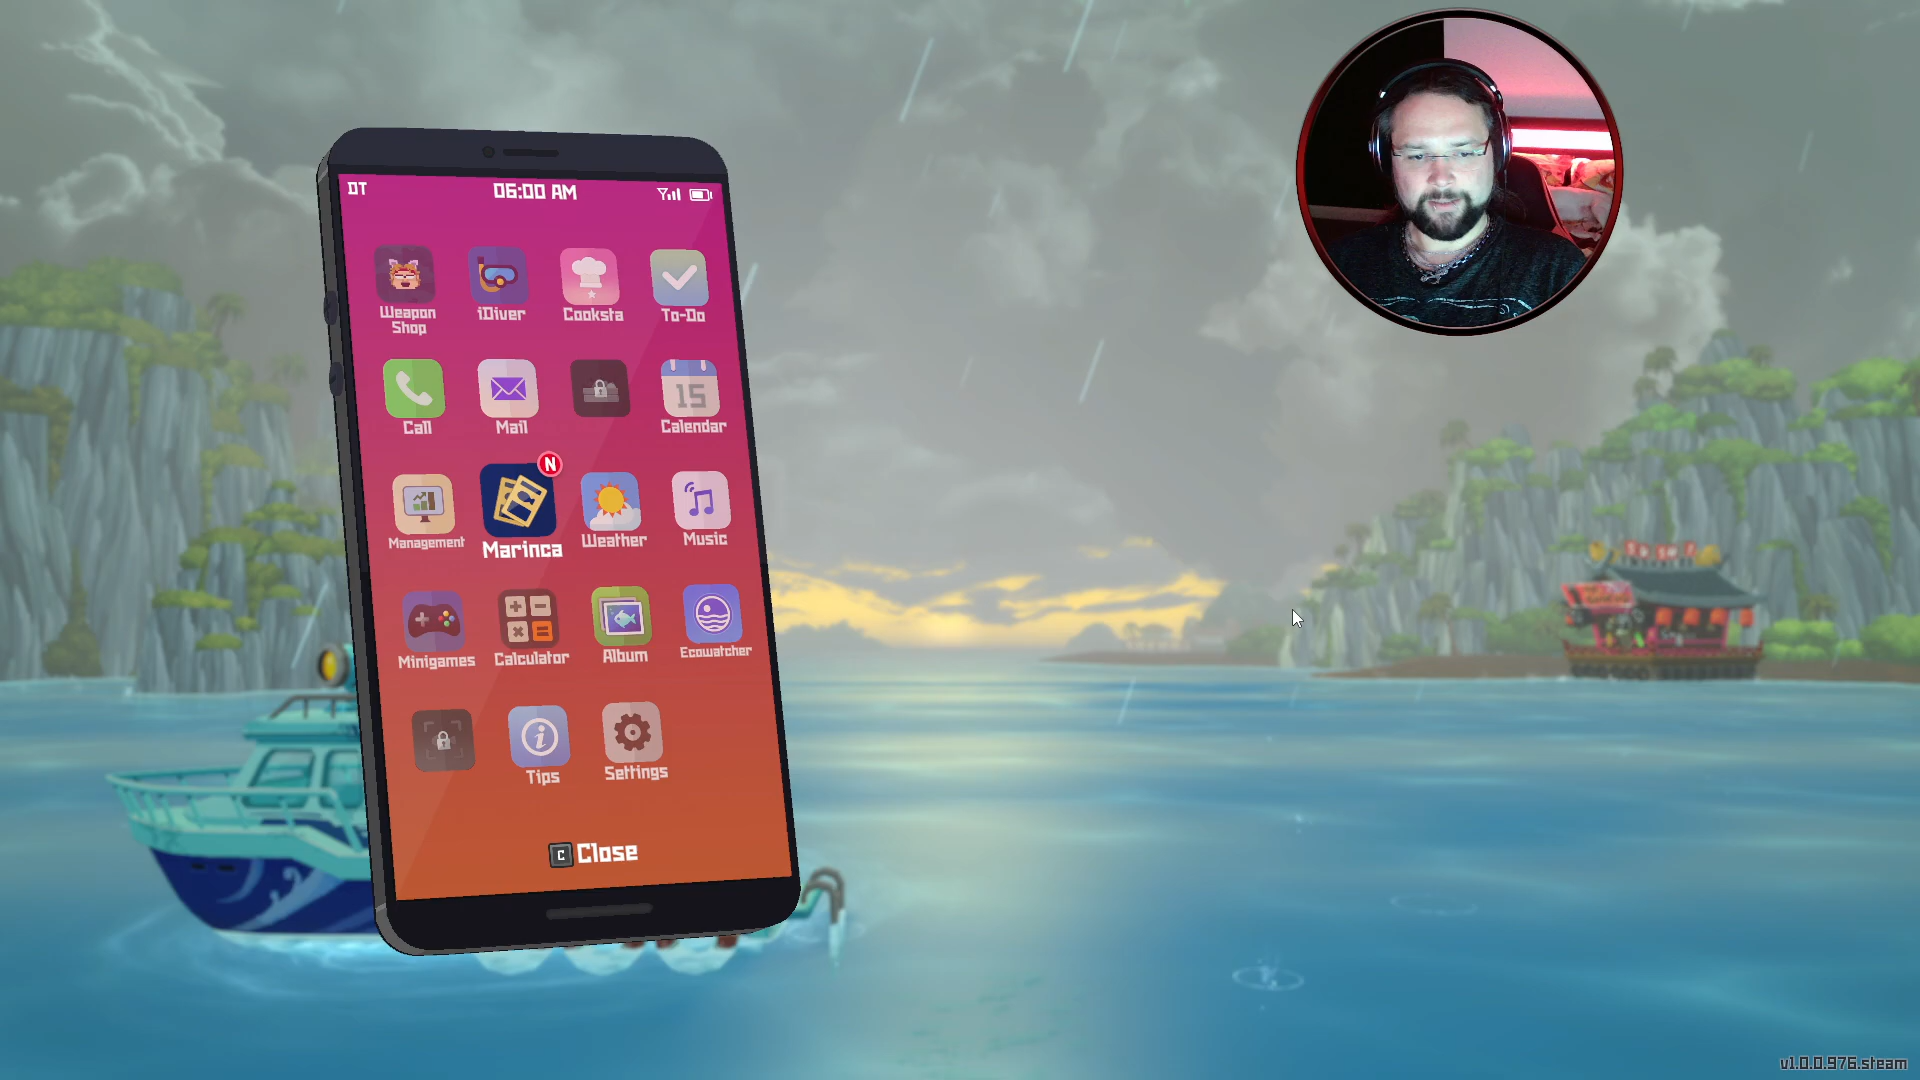 DT
06:00 AM
Weapon
Shop
iDiver
Cooksta
To-Do
Call
Mail
15
Calendar
Management
N
Marinca
Weather
Music
Minigames
Calculator
Album
Ecowatcher
i
Tips
Settings
C Close
v1.0.0.976.steam